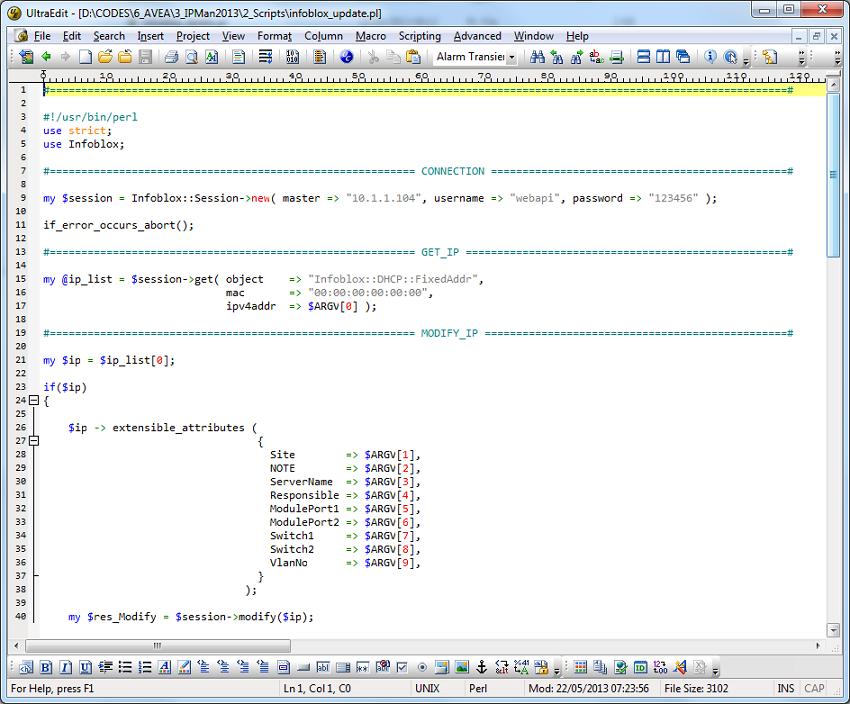 UltraEdit - [D:\CODES\6_AVEA\3_IPMan2013\2_Scripts\infoblox_update.pl]
File Edit Search Insert Project View Format Column Macro Scripting Advanced Window Help
Alarm Transier
0 10 20 30 40 50 60 70 80 90 100 110 120
1 #=====================================================================================================================#
2
3 #!/usr/bin/perl
4 use strict;
5 use Infoblox;
6
7 #========================================================== CONNECTION ===============================================#
8
9 my $session = Infoblox::Session->new( master => "10.1.1.104", username => "webapi", password => "123456" );
10
11 if_error_occurs_abort();
12
13 #========================================================== GET_IP ===================================================#
14
15 my @ip_list = $session->get( object    => "Infoblox::DHCP::FixedAddr",
16                              mac       => "00:00:00:00:00:00",
17                              ipv4addr  => $ARGV[0] );
18
19 #========================================================== MODIFY_IP ================================================#
20
21 my $ip = $ip_list[0];
22
23 if($ip)
24 {
25
26     $ip -> extensible_attributes (
27                                   {
28                                     Site        => $ARGV[1],
29                                     NOTE        => $ARGV[2],
30                                     ServerName  => $ARGV[3],
31                                     Responsible => $ARGV[4],
32                                     ModulePort1 => $ARGV[5],
33                                     ModulePort2 => $ARGV[6],
34                                     Switch1     => $ARGV[7],
35                                     Switch2     => $ARGV[8],
36                                     VlanNo      => $ARGV[9],
37                                   }
38                                 );
39
40     my $res_Modify = $session->modify($ip);
For Help, press F1 Ln 1, Col 1, C0 UNIX Perl Mod: 22/05/2013 07:23:56 File Size: 3102 INS CAP